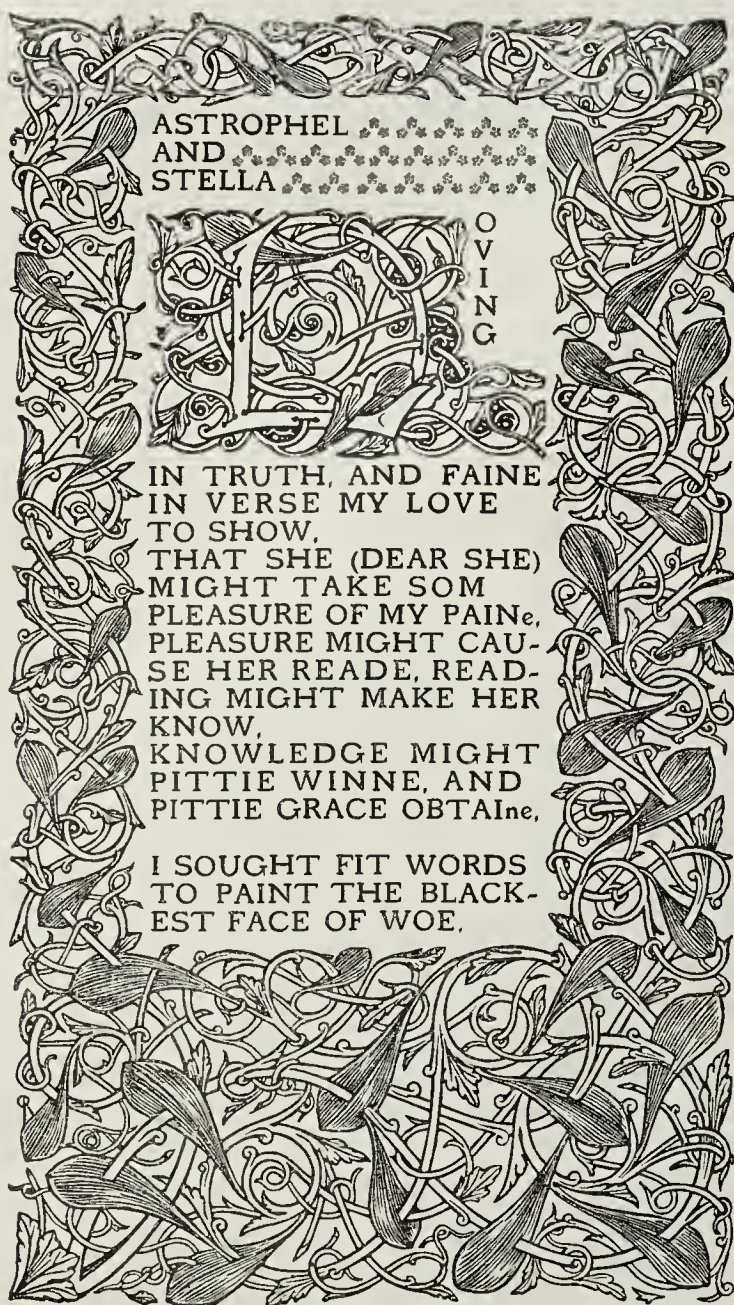 ASTROPHEL
AND
STELLA
LOVING
IN TRUTH, AND FAINE
IN VERSE MY LOVE
TO SHOW,
THAT SHE (DEAR SHE)
MIGHT TAKE SOM
PLEASURE OF MY PAINe,
PLEASURE MIGHT CAU-
SE HER READE, READ-
ING MIGHT MAKE HER
KNOW,
KNOWLEDGE MIGHT
PITTIE WINNE, AND
PITTIE GRACE OBTAIne,
I SOUGHT FIT WORDS
TO PAINT THE BLACK-
EST FACE OF WOE,